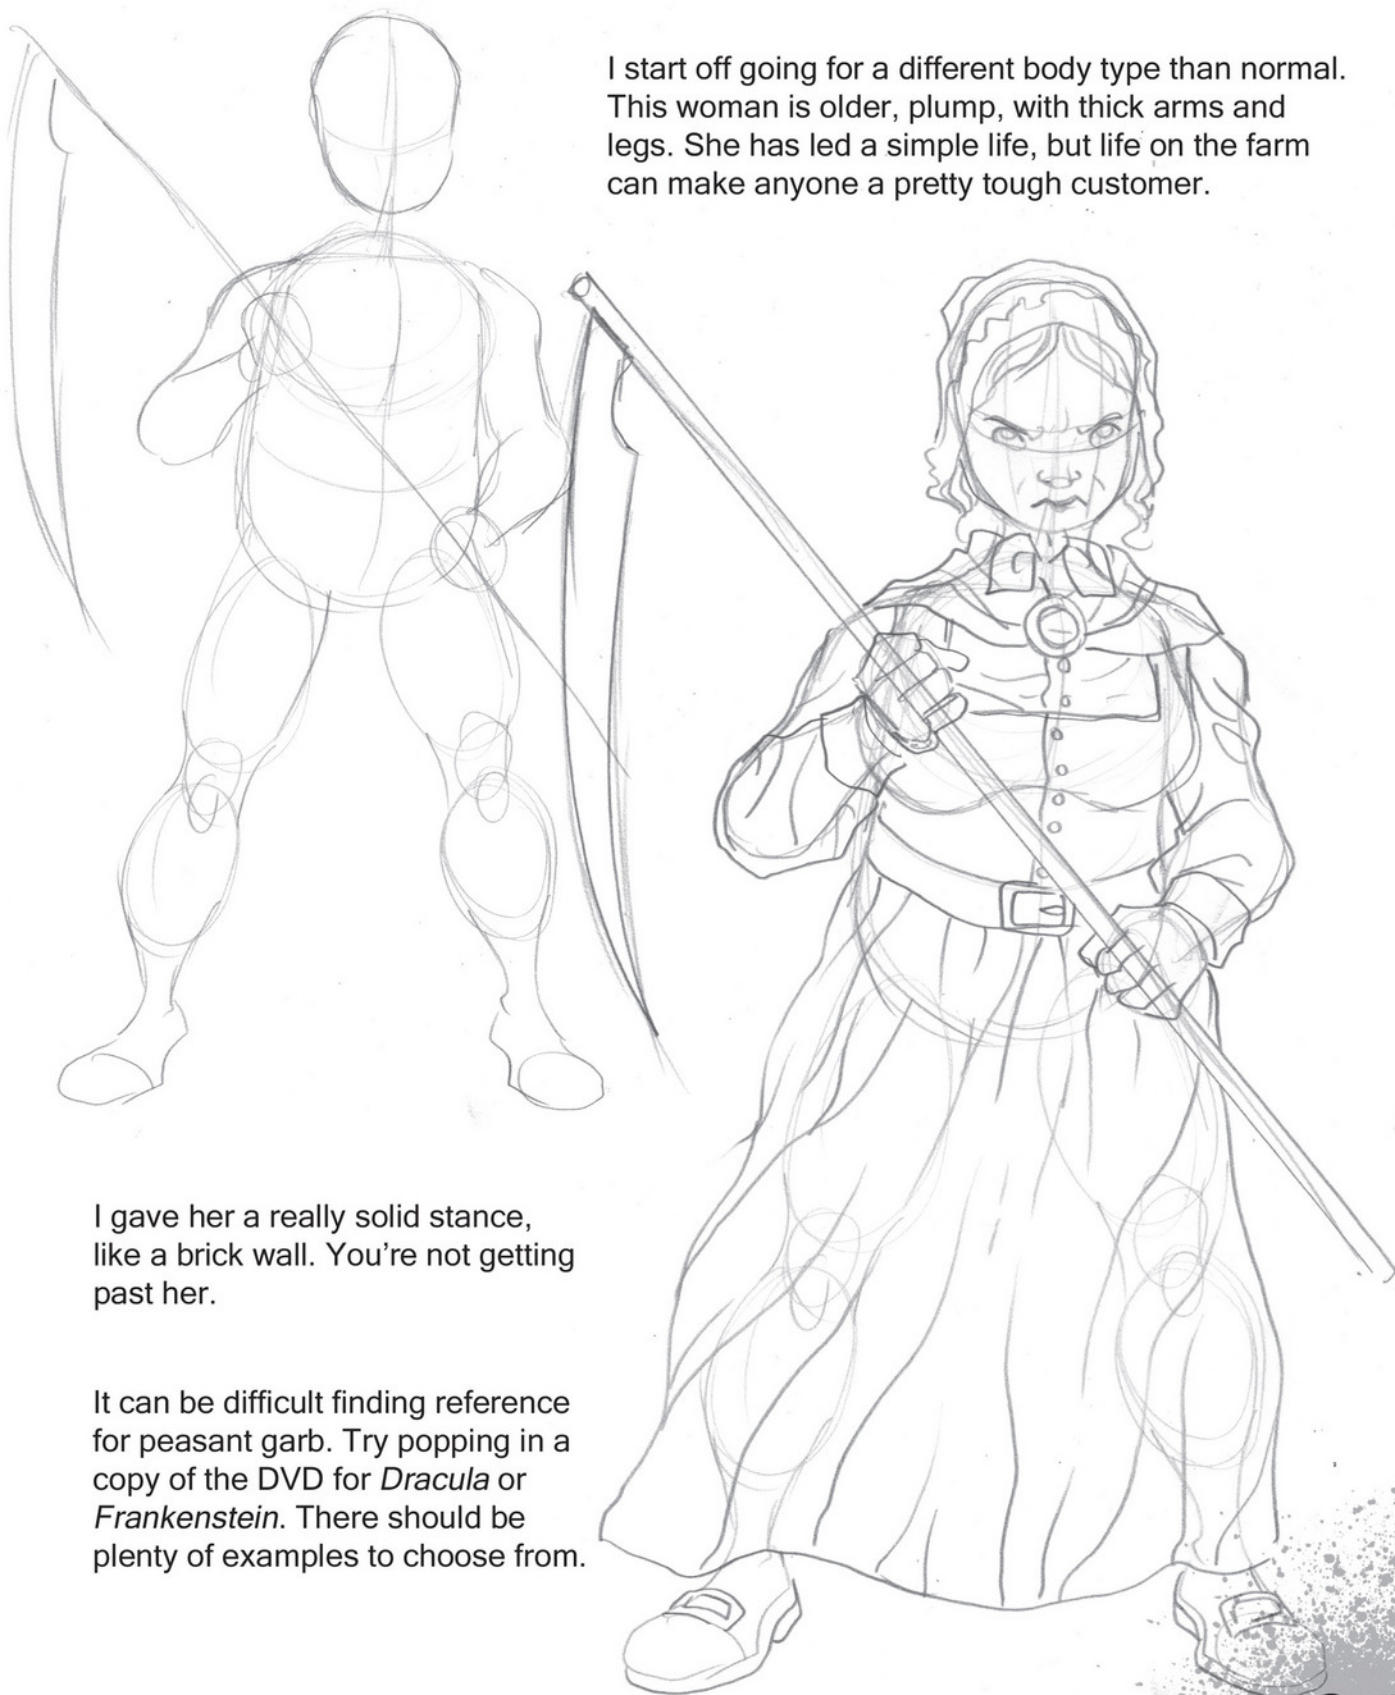 I start off going for a different body type than normal.
This woman is older, plump, with thick arms and
legs. She has led a simple life, but life on the farm
can make anyone a pretty tough customer.
I gave her a really solid stance,
like a brick wall. You're not getting
past her.
It can be difficult finding reference
for peasant garb. Try popping in a
copy of the DVD for Dracula or
Frankenstein. There should be
plenty of examples to choose from.